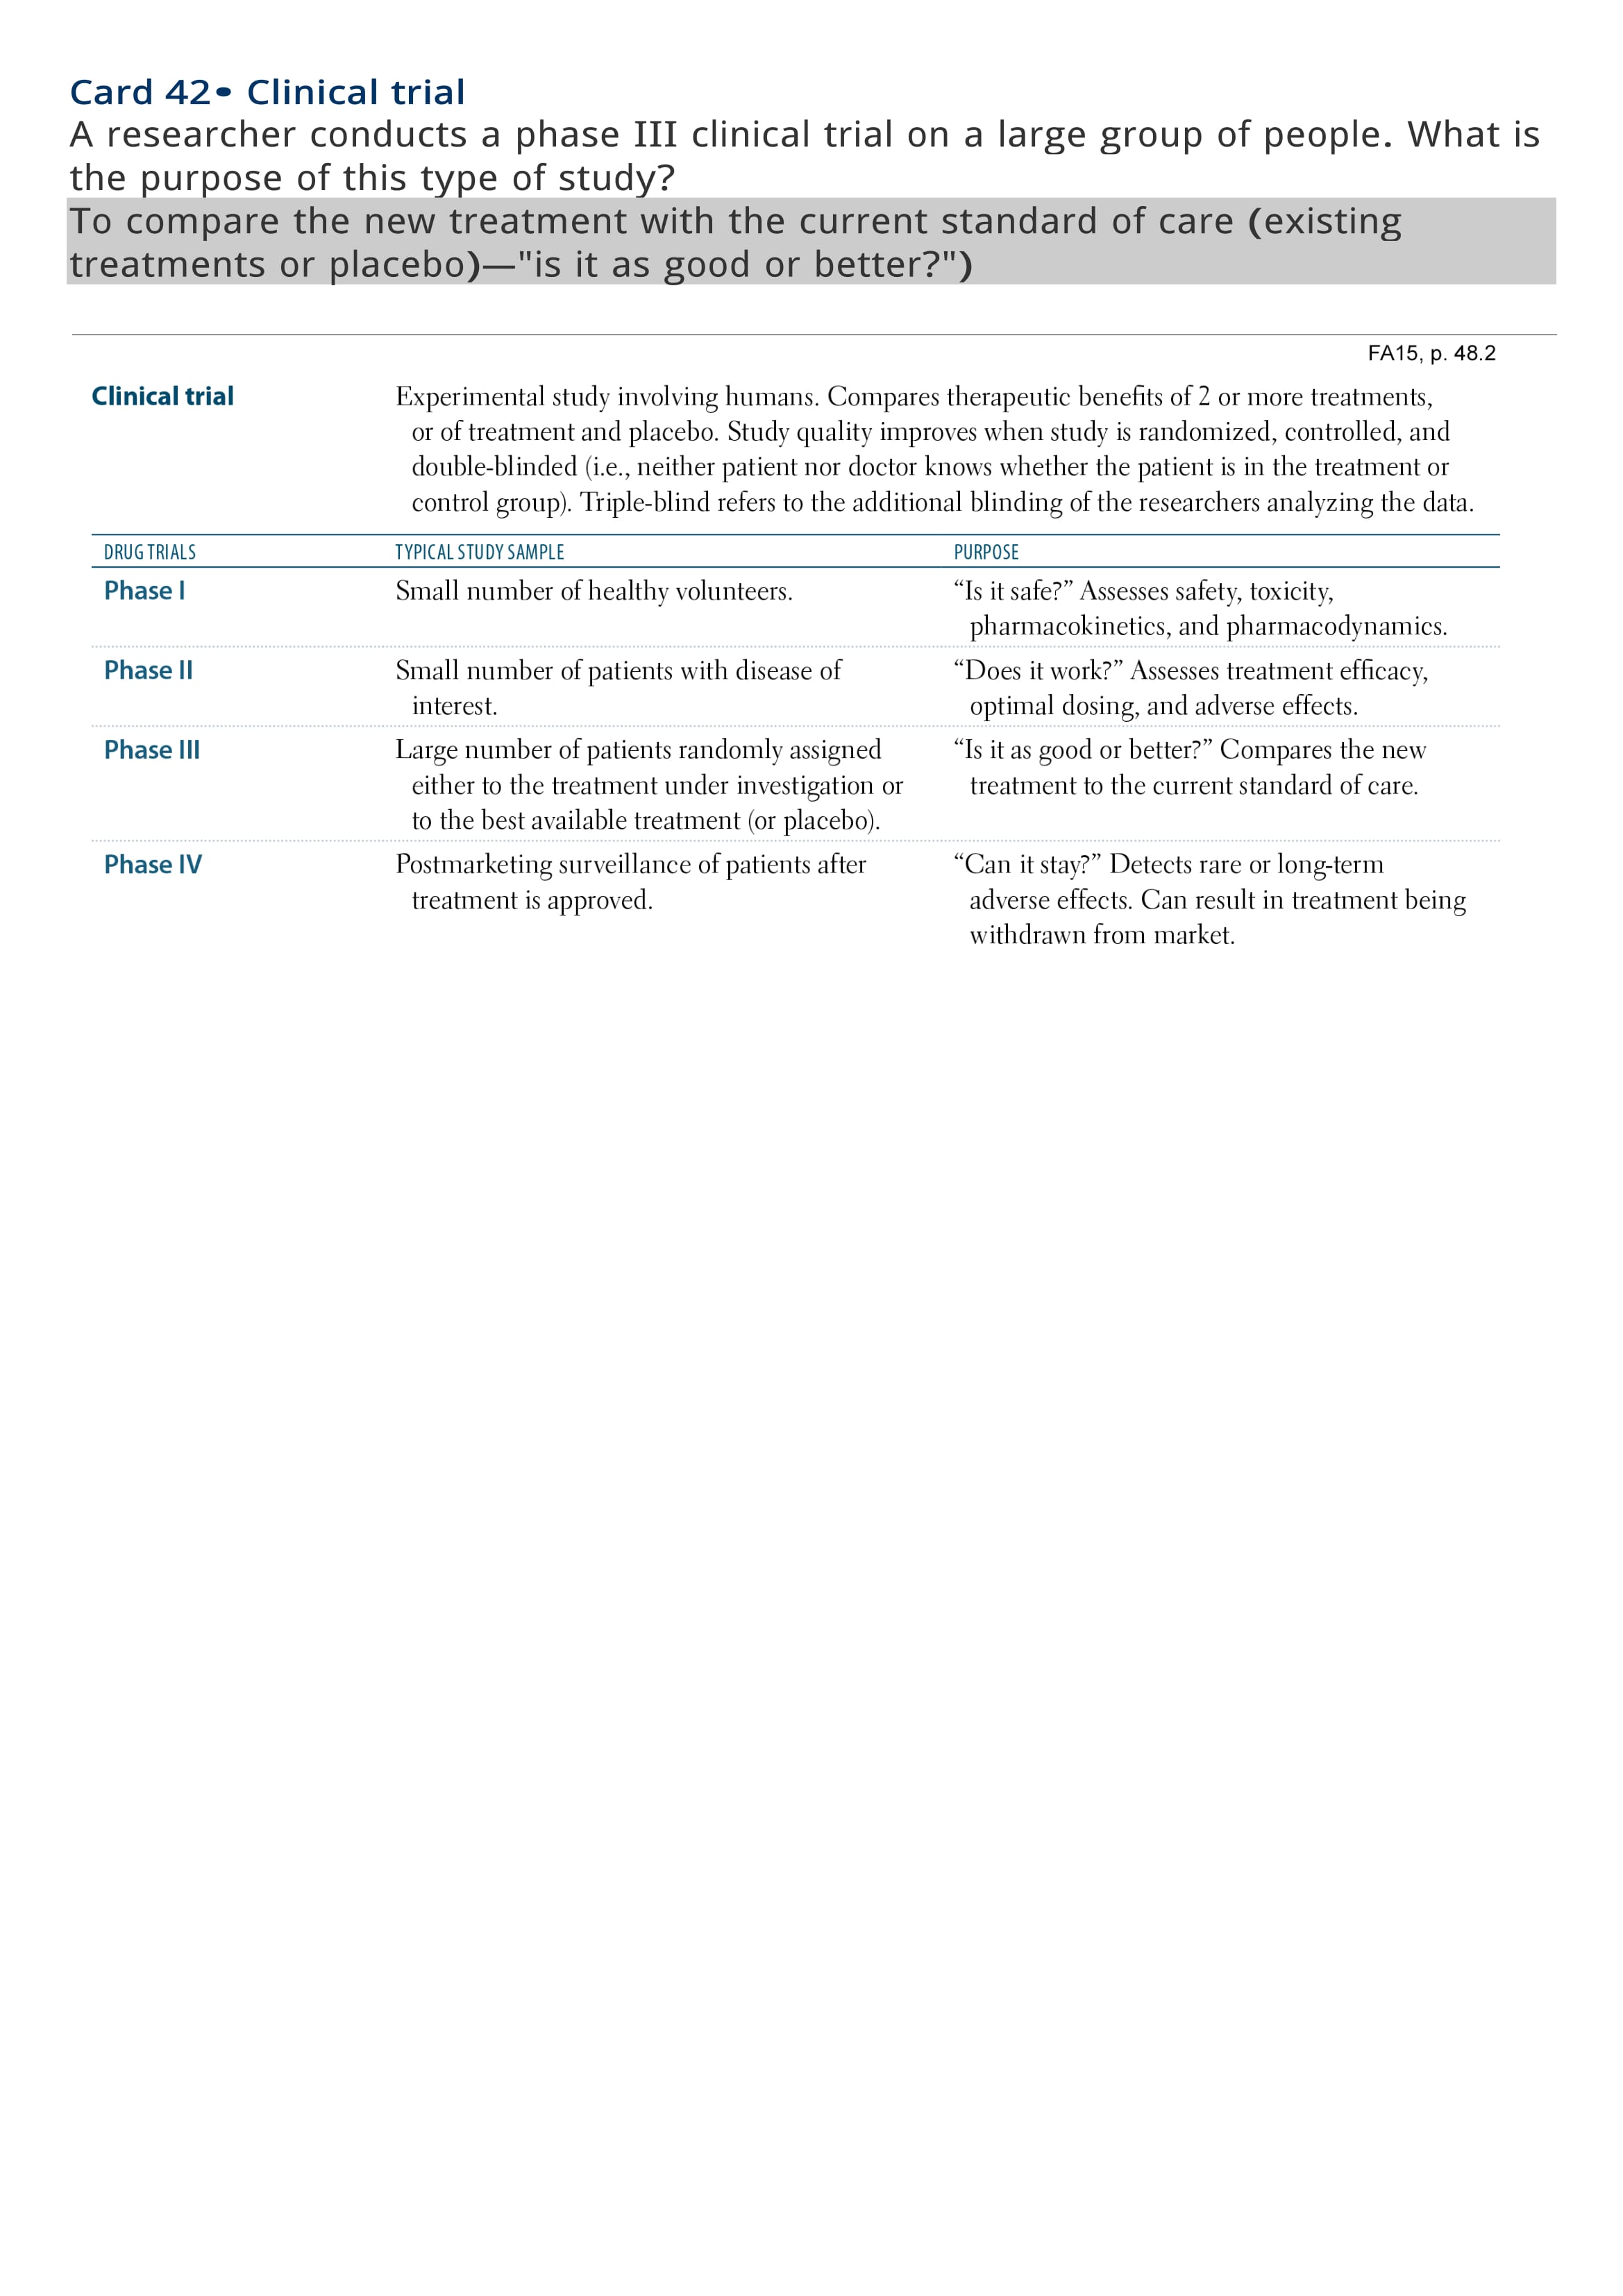 Card 42• Clinical trial
A researcher conducts a phase III clinical trial on a large group of people. What is
the purpose of this type of study?
To compare the new treatment with the current standard of care (existing
treatments or placebo)—"is it as good or better?")
FA15, p. 48.2
Clinical trial Experimental study involving humans. Compares therapeutic benefits of 2 or more treatments,
or of treatment and placebo. Study quality improves when study is randomized, controlled, and
double-blinded (i.e., neither patient nor doctor knows whether the patient is in the treatment or
control group). Triple-blind refers to the additional blinding of the researchers analyzing the data.
DRUG TRIALS TYPICAL STUDY SAMPLE PURPOSE
Phase I Small number of healthy volunteers. “Is it safe?” Assesses safety, toxicity,
pharmacokinetics, and pharmacodynamics.
Phase II Small number of patients with disease of “Does it work?” Assesses treatment efficacy,
interest. optimal dosing, and adverse effects.
Phase III Large number of patients randomly assigned “Is it as good or better?” Compares the new
either to the treatment under investigation or treatment to the current standard of care.
to the best available treatment (or placebo).
Phase IV Postmarketing surveillance of patients after “Can it stay?” Detects rare or long-term
treatment is approved. adverse effects. Can result in treatment being
withdrawn from market.